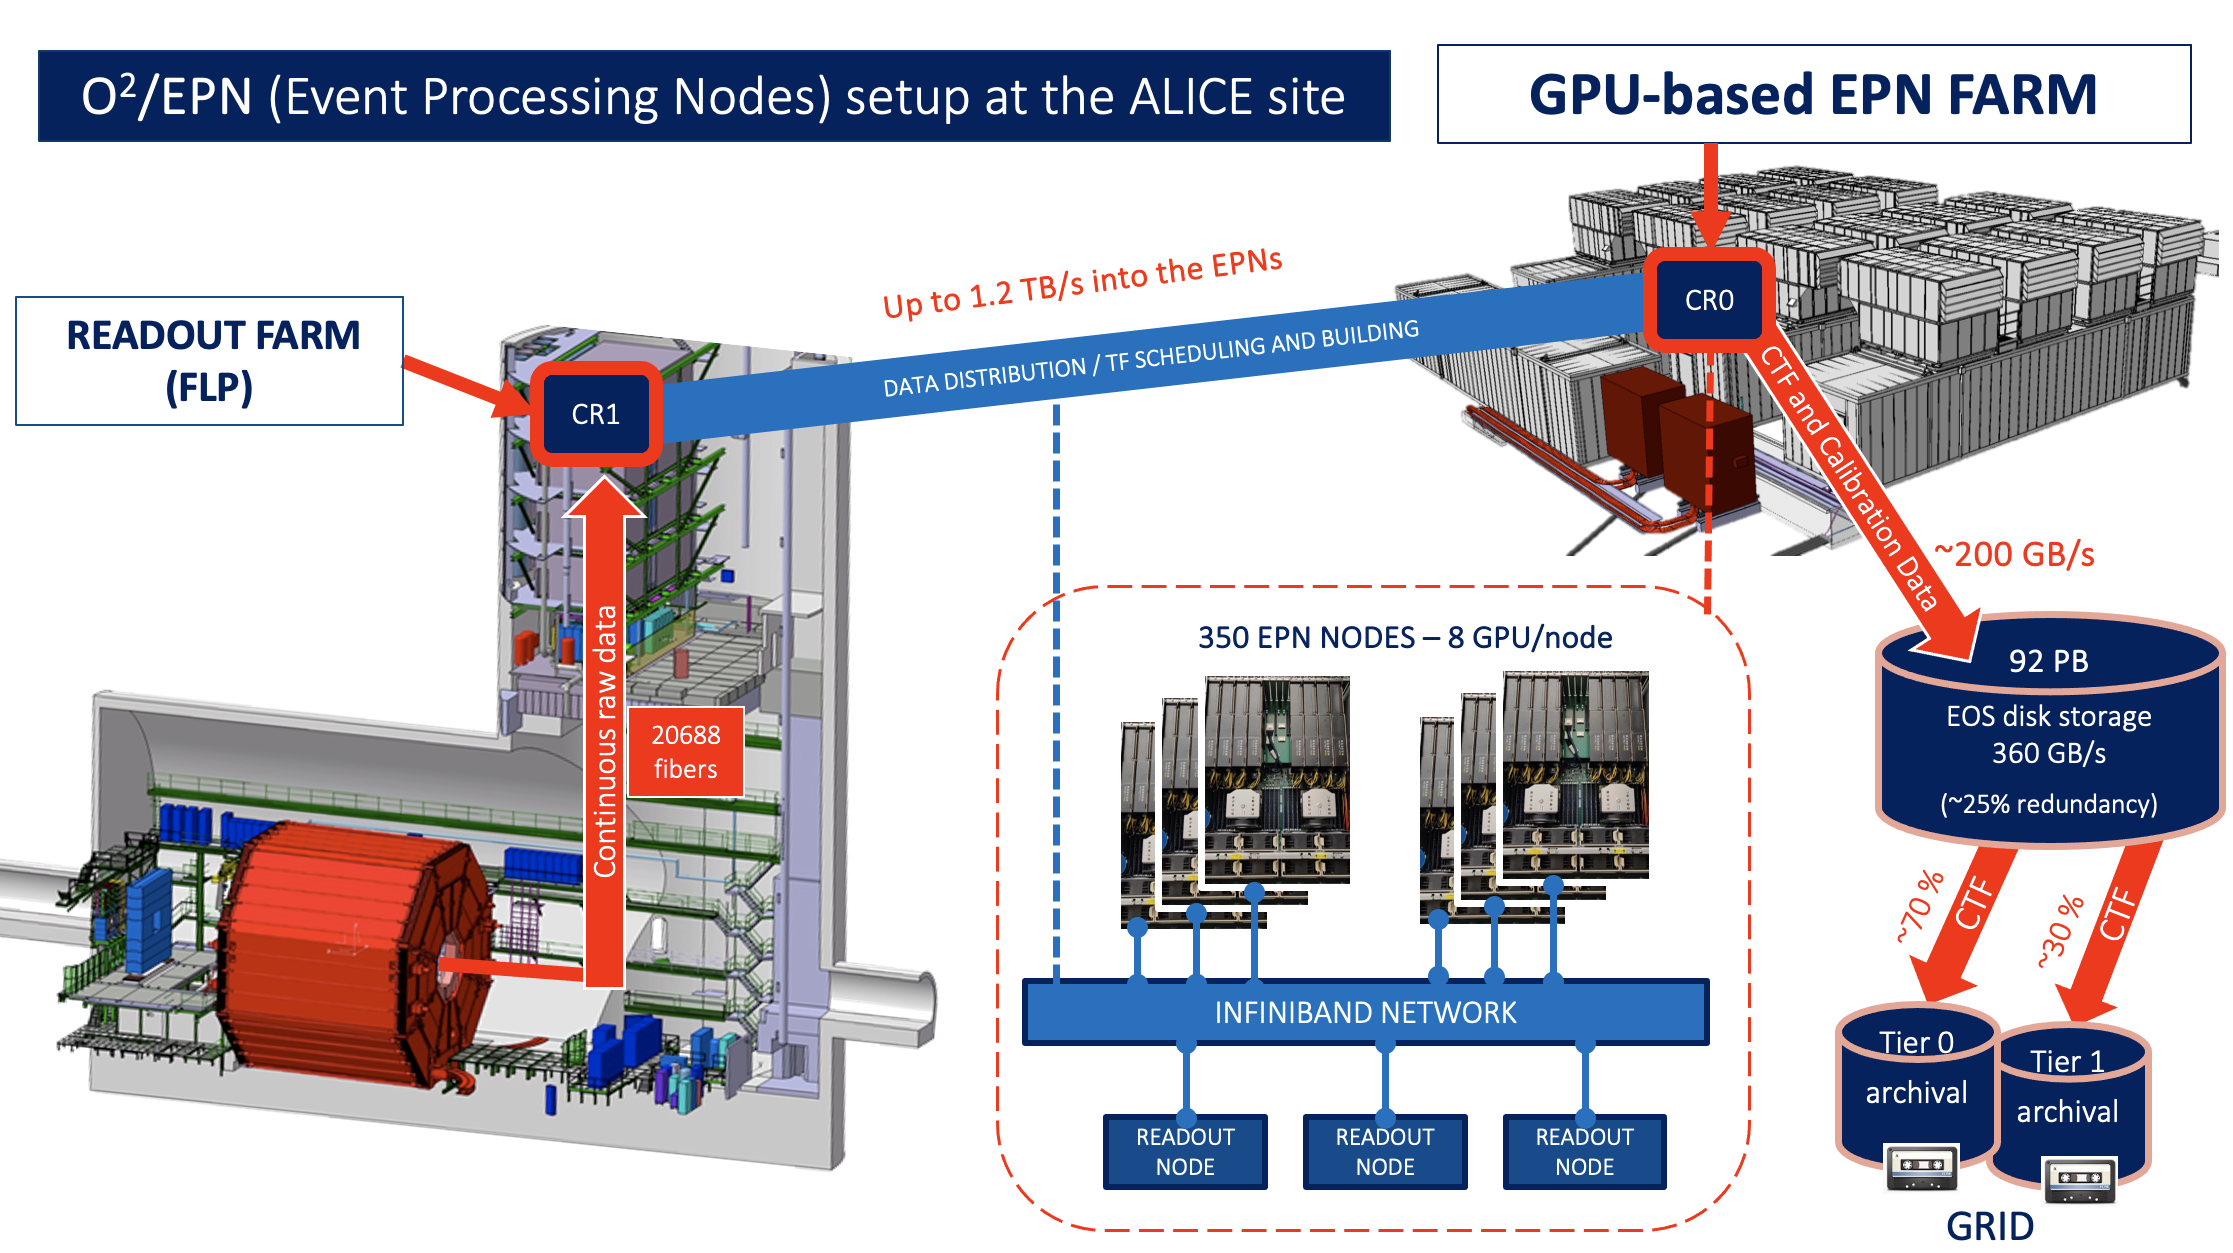 O²/EPN (Event Processing Nodes) setup at the ALICE site
GPU-based EPN FARM
READOUT FARM
(FLP)
CR1
CR0
Up to 1.2 TB/s into the EPNs
DATA DISTRIBUTION / TF SCHEDULING AND BUILDING
Continuous raw data
20688
fibers
CTF and Calibration Data
~200 GB/s
350 EPN NODES – 8 GPU/node
INFINIBAND NETWORK
READOUT
NODE
READOUT
NODE
READOUT
NODE
92 PB
EOS disk storage
360 GB/s
(~25% redundancy)
~70 %
CTF
~30 %
CTF
Tier 0
archival
Tier 1
archival
GRID